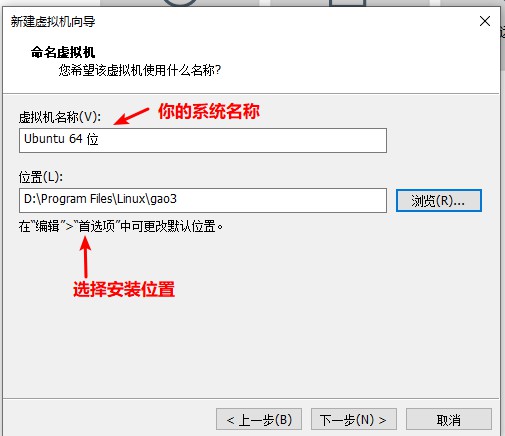 新建虚拟机向导
命名虚拟机
您希望该虚拟机使用什么名称?
虚拟机名称(V):
你的系统名称
Ubuntu 64 位
位置(L):
D:\Program Files\Linux\gao3
浏览(R)...
在“编辑”>“首选项”中可更改默认位置。
选择安装位置
< 上一步(B)
下一步(N) >
取消